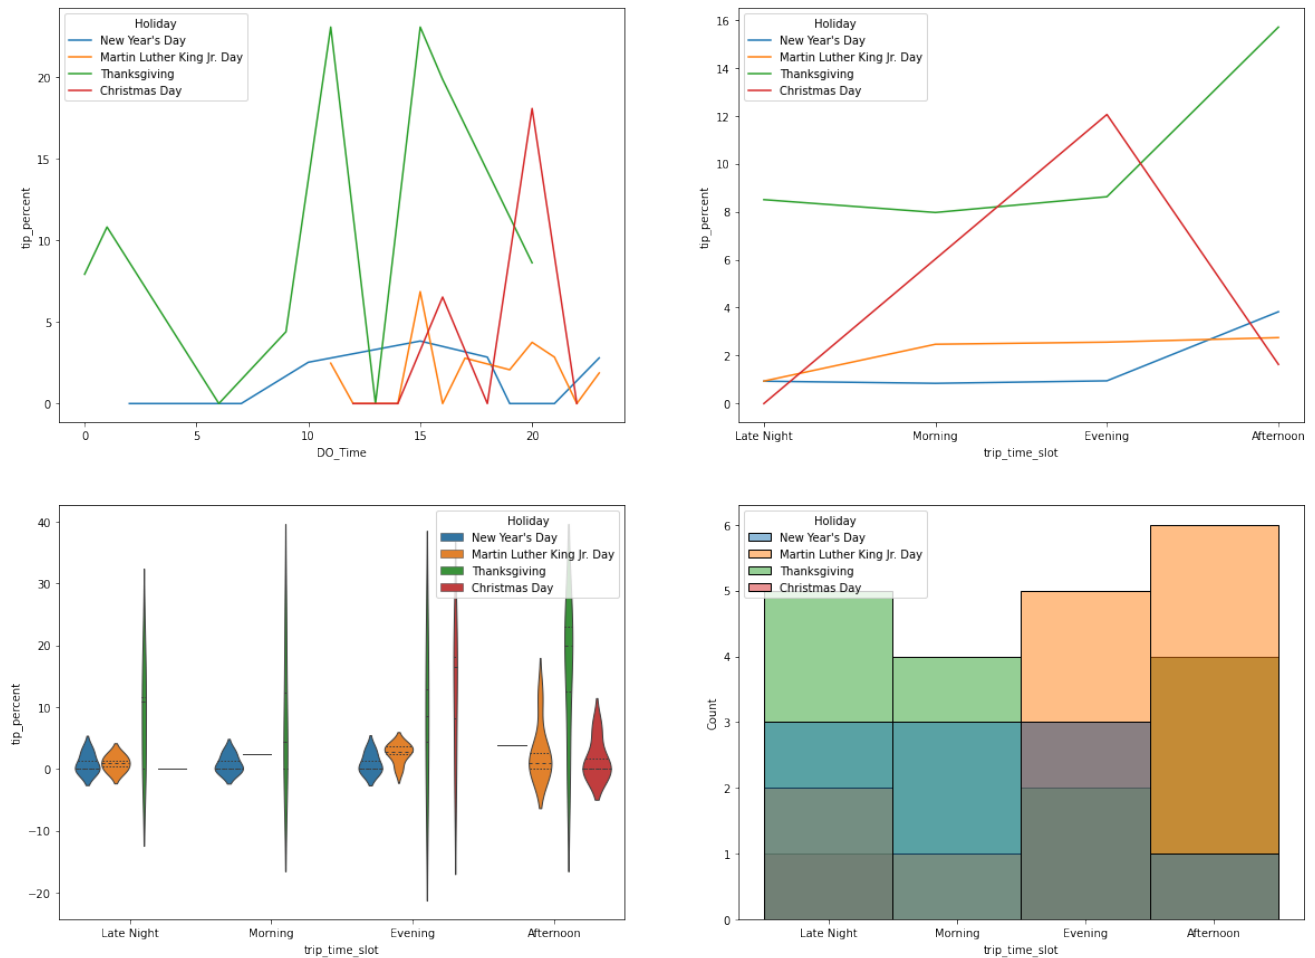 Holiday
New Year's Day
Martin Luther King Jr. Day
Thanksgiving
Christmas Day
20
15
10
5
0
tip_percent
0
5
10
15
20
DO_Time
Holiday
New Year's Day
Martin Luther King Jr. Day
Thanksgiving
Christmas Day
16
14
12
10
8
6
4
2
0
tip_percent
Late Night
Morning
Evening
Afternoon
trip_time_slot
Holiday
New Year's Day
Martin Luther King Jr. Day
Thanksgiving
Christmas Day
40
30
20
10
0
−10
−20
tip_percent
Late Night
Morning
Evening
Afternoon
trip_time_slot
Holiday
New Year's Day
Martin Luther King Jr. Day
Thanksgiving
Christmas Day
6
5
4
3
2
1
0
Count
Late Night
Morning
Evening
Afternoon
trip_time_slot